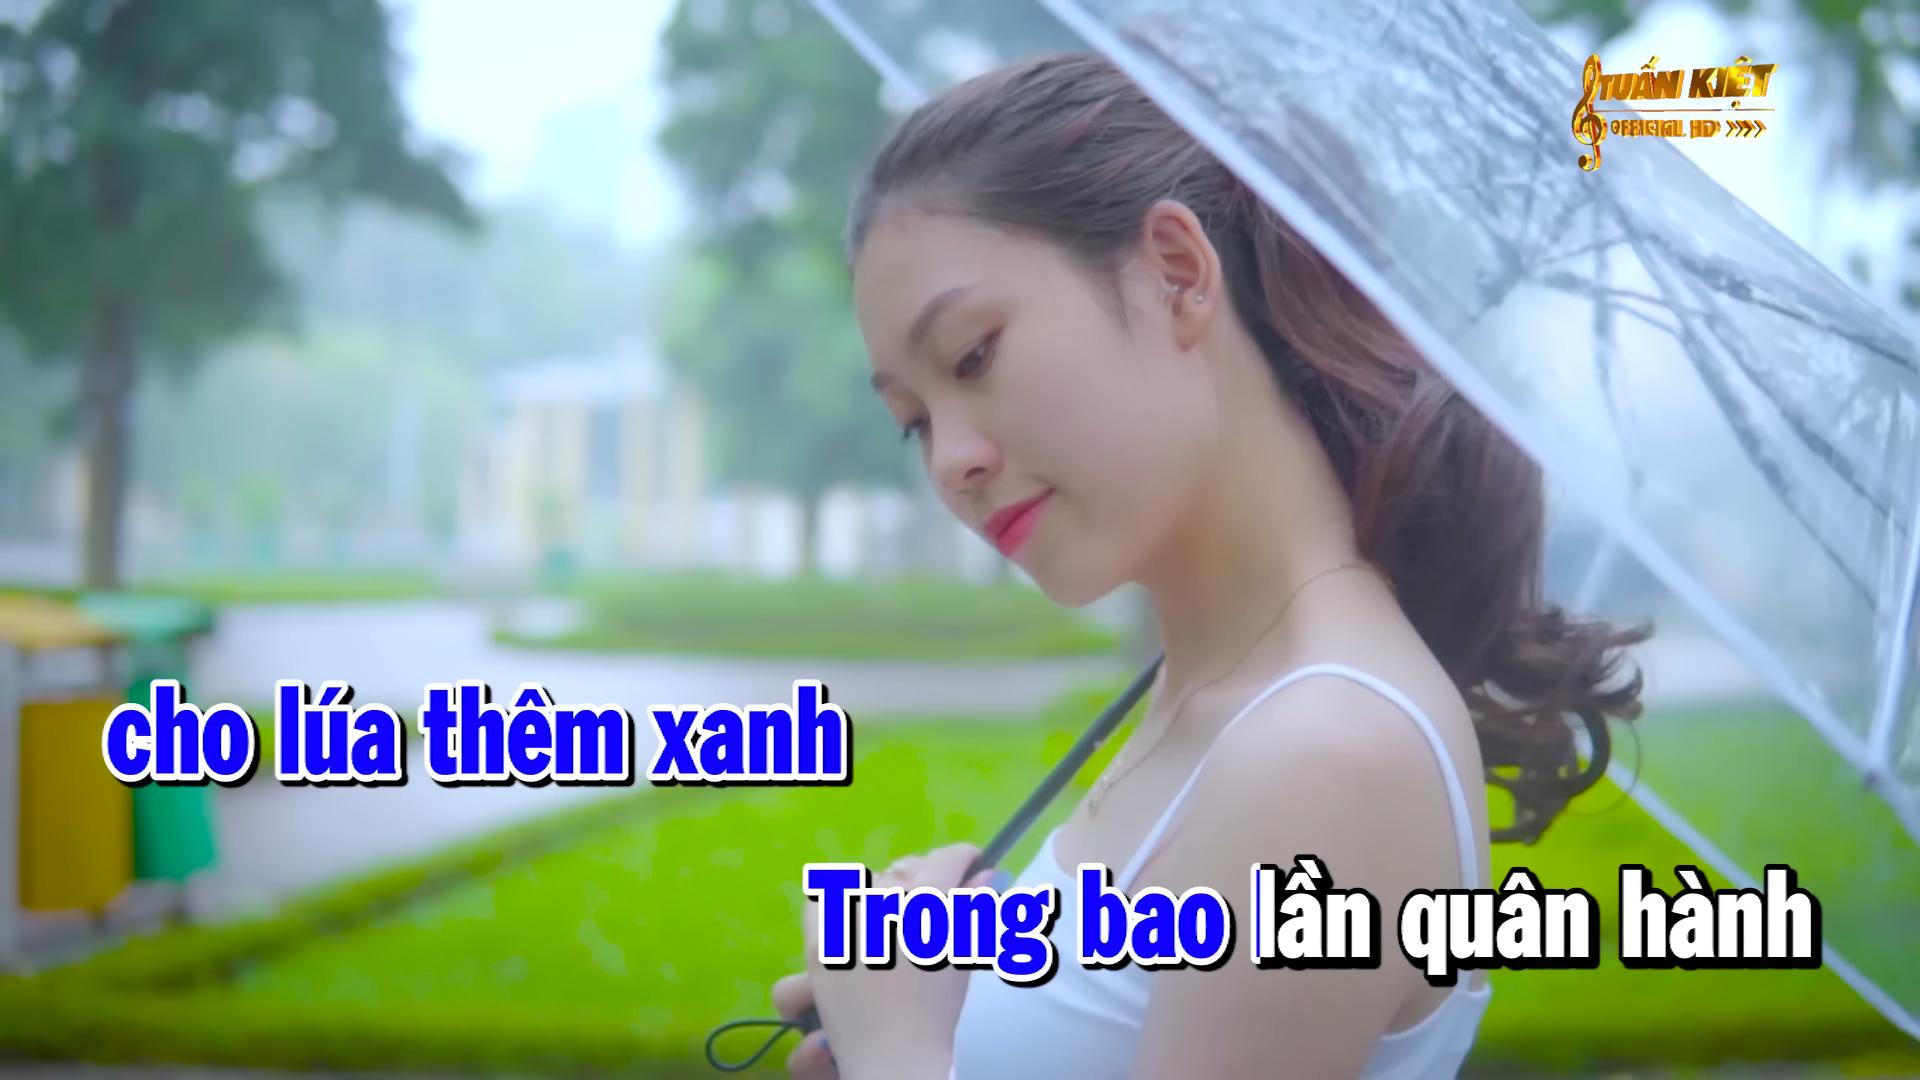 TUẤN KIỆT
OFFICIAL HD
cho lúa thêm xanh
Trong bao lần quân hành